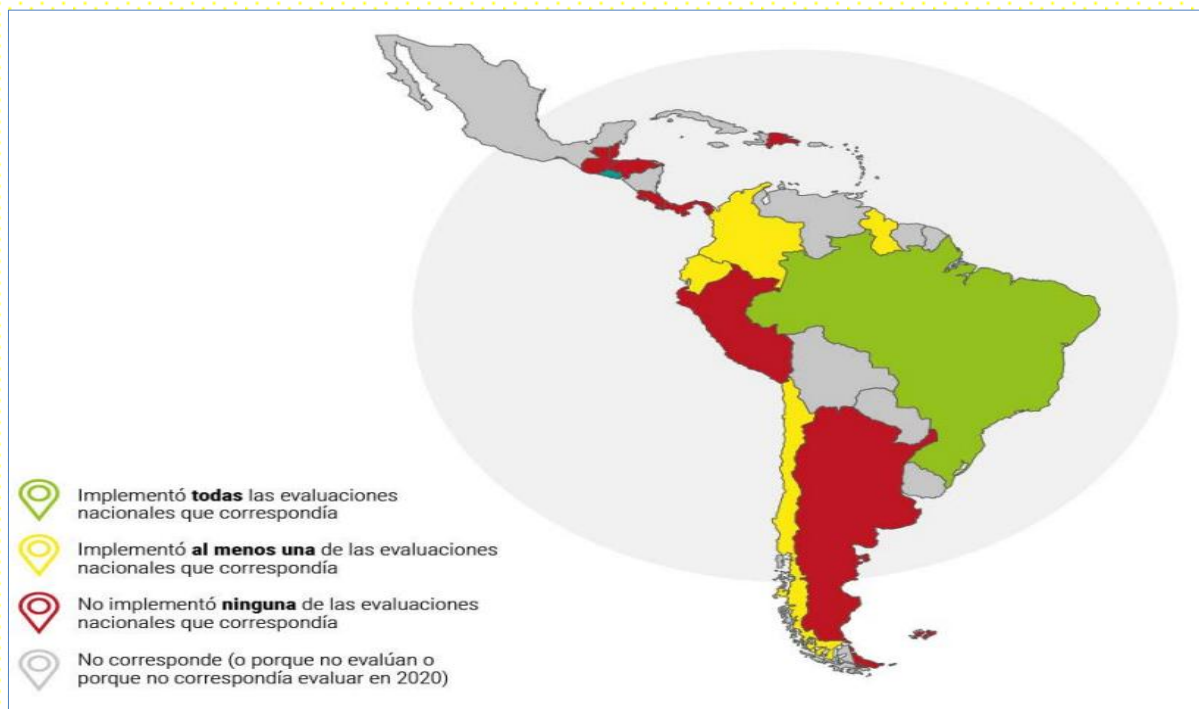 Implementó todas las evaluaciones
nacionales que correspondía
Implementó al menos una de las evaluaciones
nacionales que correspondía
No implementó ninguna de las evaluaciones
nacionales que correspondía
No corresponde (o porque no evalúan o
porque no correspondía evaluar en 2020)